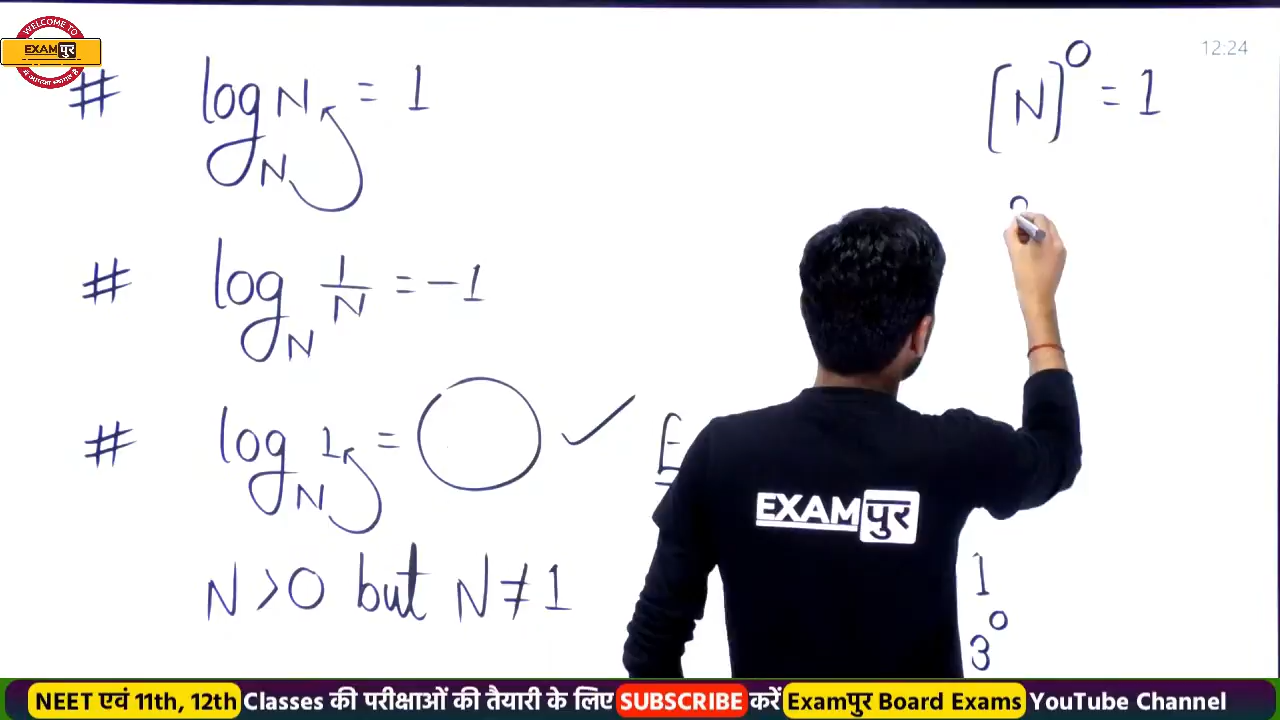 WELCOME TO
EXAMपुर
12:24
# log_N N = 1
[N]^0 = 1
# log_N 1/N = -1
# log_N 1 = ◯ ✓ E
N > 0 but N ≠ 1
1
3^0
EXAMपुर
NEET एवं 11th, 12th Classes की परीक्षाओं की तैयारी के लिए SUBSCRIBE करें Examपुर Board Exams YouTube Channel